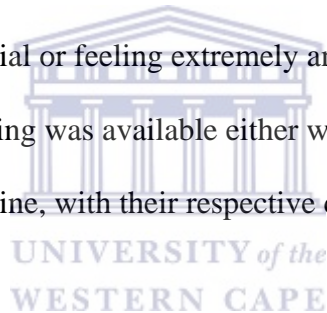 ial or feeling extremely an
ing was available either w
ine, with their respective
UNIVERSITY of the
WESTERN CAPE